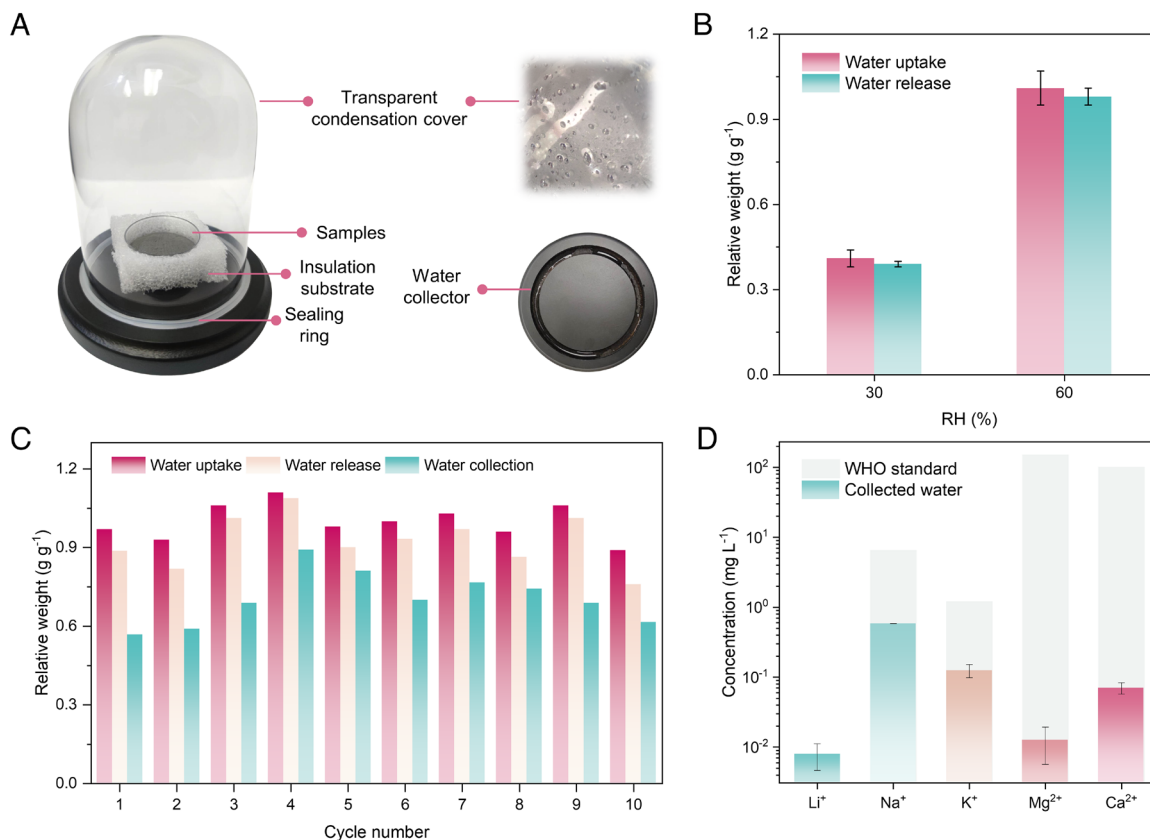 A
Transparent
condensation cover
Samples
Insulation
substrate
Sealing
ring
Water
collector
B
Relative weight (g g⁻¹)
1.2
0.9
0.6
0.3
0.0
Water uptake
Water release
30
60
RH (%)
C
Relative weight (g g⁻¹)
1.2
0.9
0.6
0.3
0.0
Water uptake
Water release
Water collection
1
2
3
4
5
6
7
8
9
10
Cycle number
D
Concentration (mg L⁻¹)
10²
10¹
10⁰
10⁻¹
10⁻²
WHO standard
Collected water
Li⁺
Na⁺
K⁺
Mg²⁺
Ca²⁺